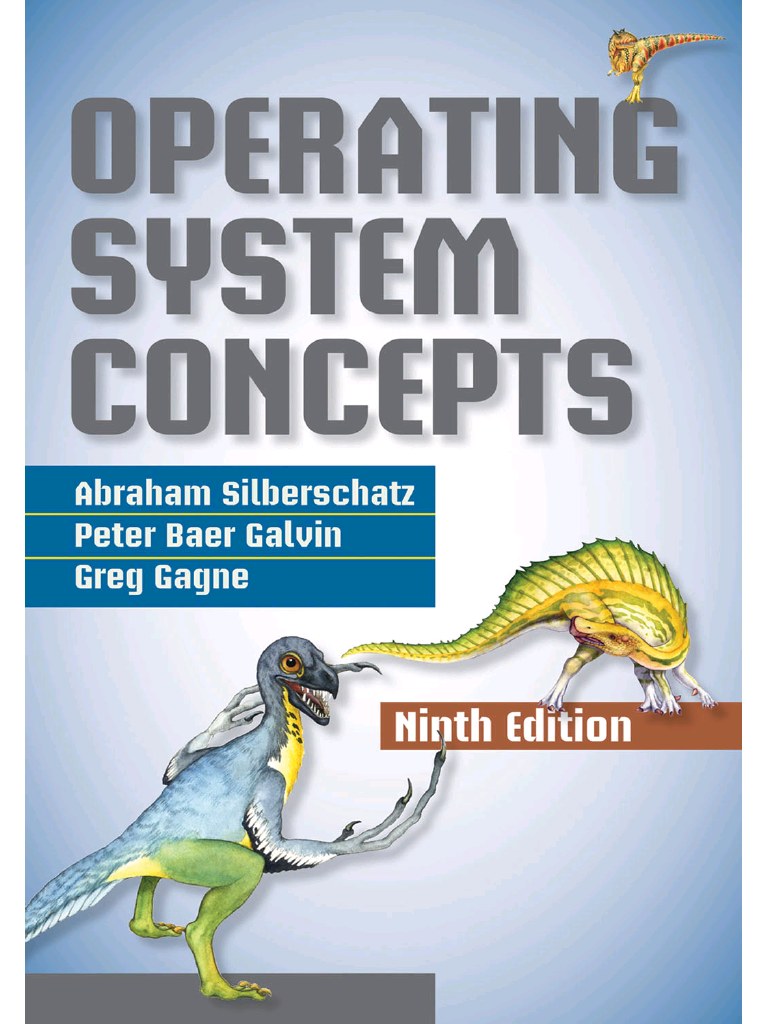 OPERATING
SYSTEM
CONCEPTS
Abraham Silberschatz
Peter Baer Galvin
Greg Gagne
Ninth Edition